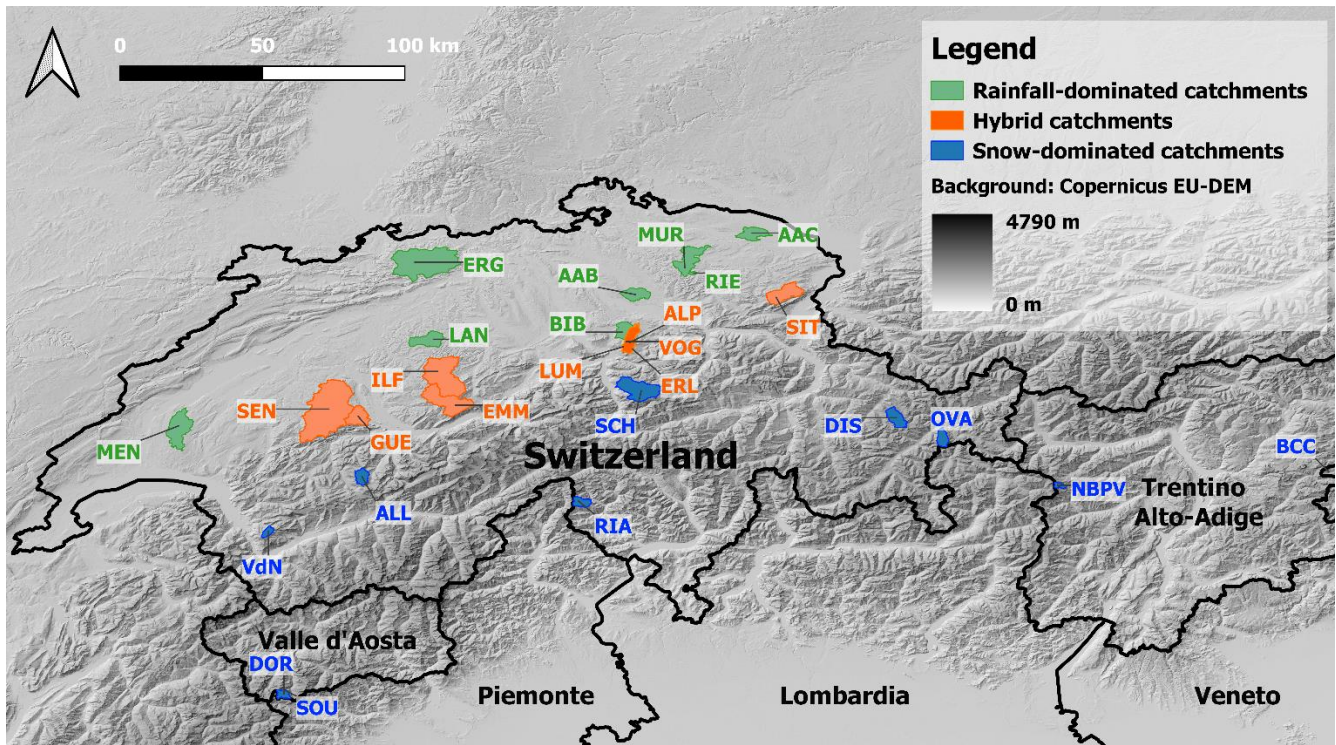 0 50 100 km
Legend
Rainfall-dominated catchments
Hybrid catchments
Snow-dominated catchments
Background: Copernicus EU-DEM
4790 m
0 m
MUR
AAC
ERG
RIE
AAB
ALP
SIT
BIB
LAN
VOG
LUM
ILF
ERL
SEN
EMM
SCH
DIS
OVA
GUE
MEN
BCC
Switzerland
NBPV
Trentino
Alto-Adige
ALL
RIA
VdN
Valle d'Aosta
DOR
SOU
Piemonte
Lombardia
Veneto